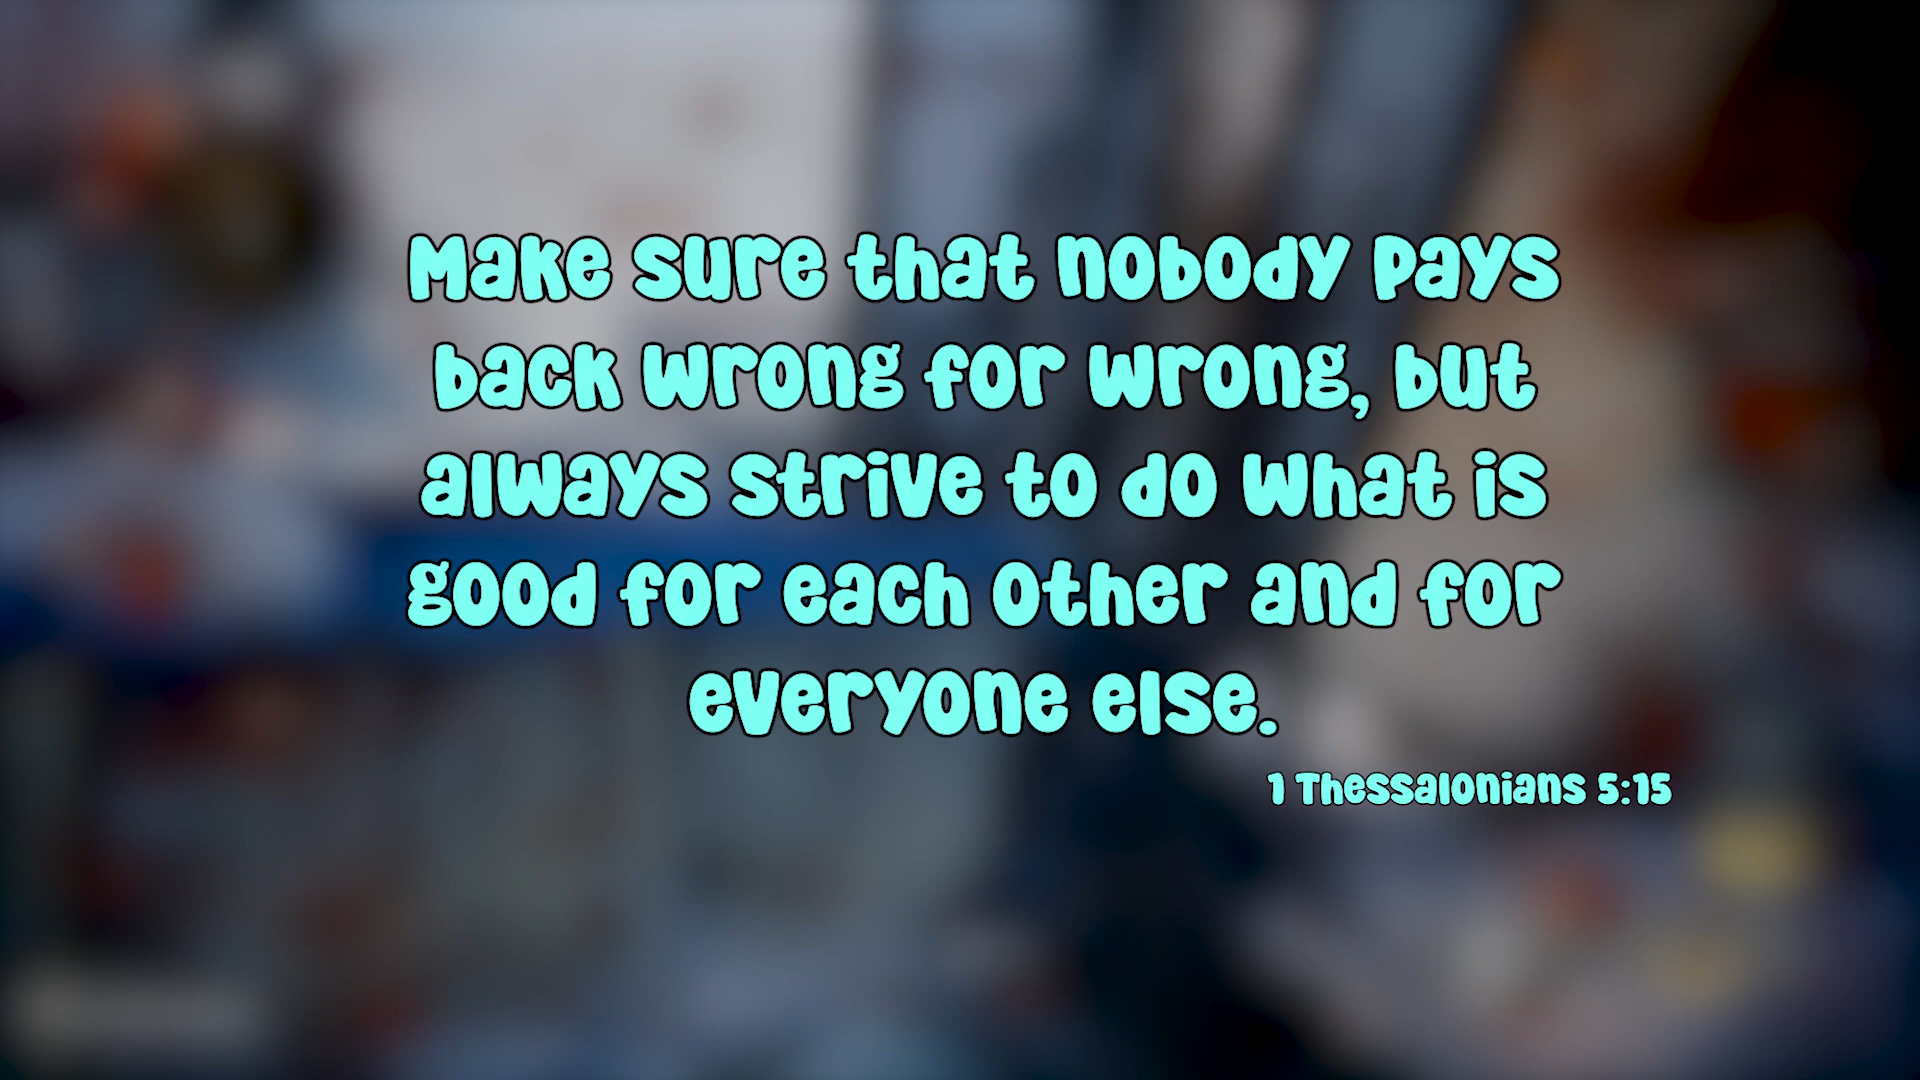 Make sure that nobody pays
back wrong for wrong, but
always strive to do what is
good for each other and for
everyone else.
1 Thessalonians 5:15